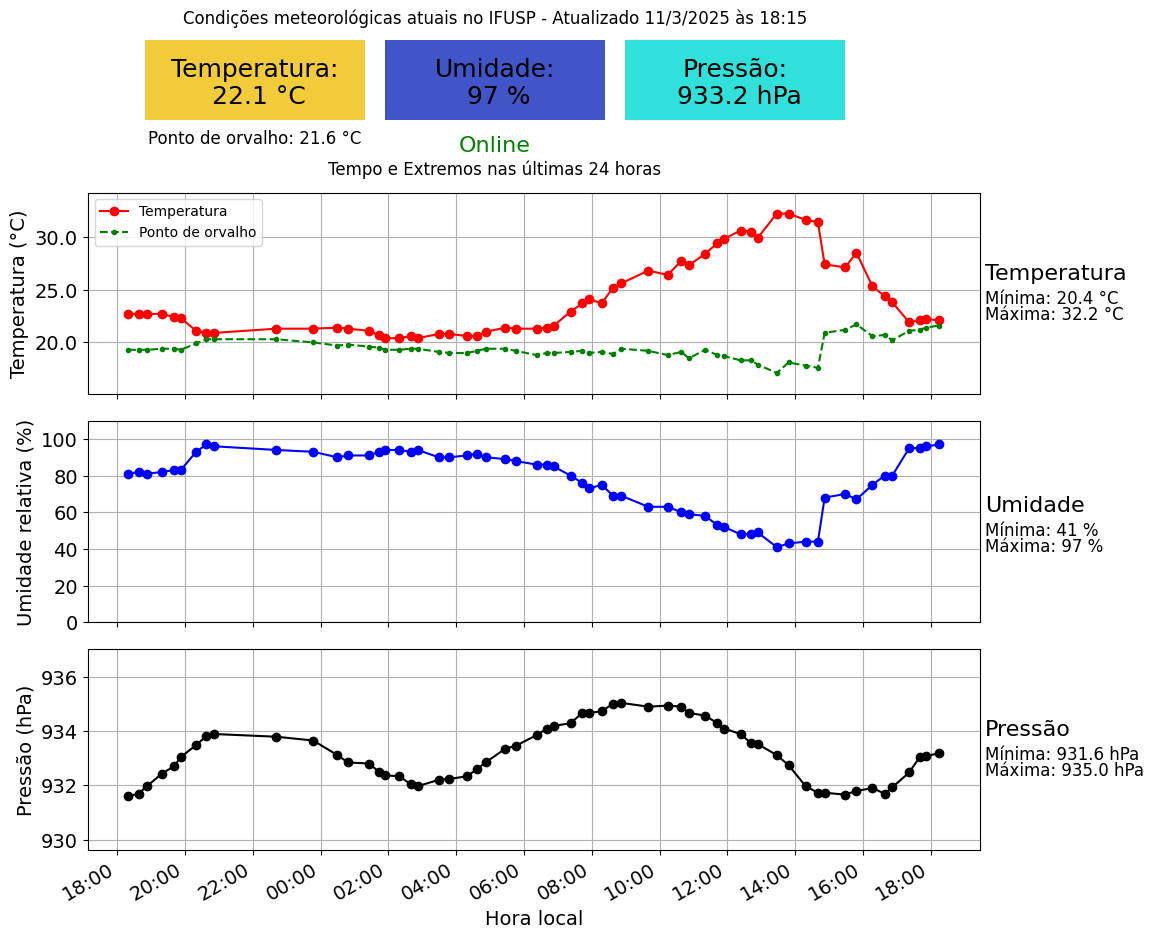 Condições meteorológicas atuais no IFUSP - Atualizado 11/3/2025 às 18:15
Temperatura:
22.1 °C
Umidade:
97 %
Pressão:
933.2 hPa
Ponto de orvalho: 21.6 °C
Online
Tempo e Extremos nas últimas 24 horas
Temperatura (°C)
30.0
25.0
20.0
Temperatura
Ponto de orvalho
Temperatura
Mínima: 20.4 °C
Máxima: 32.2 °C
Umidade relativa (%)
100
80
60
40
20
0
Umidade
Mínima: 41 %
Máxima: 97 %
Pressão (hPa)
936
934
932
930
Pressão
Mínima: 931.6 hPa
Máxima: 935.0 hPa
18:00
20:00
22:00
00:00
02:00
04:00
06:00
08:00
10:00
12:00
14:00
16:00
18:00
Hora local